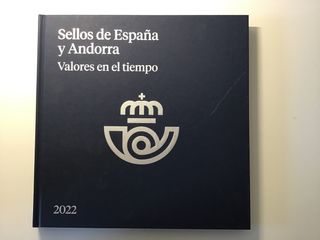 Sellos de España
y Andorra
Valores en el tiempo
2022